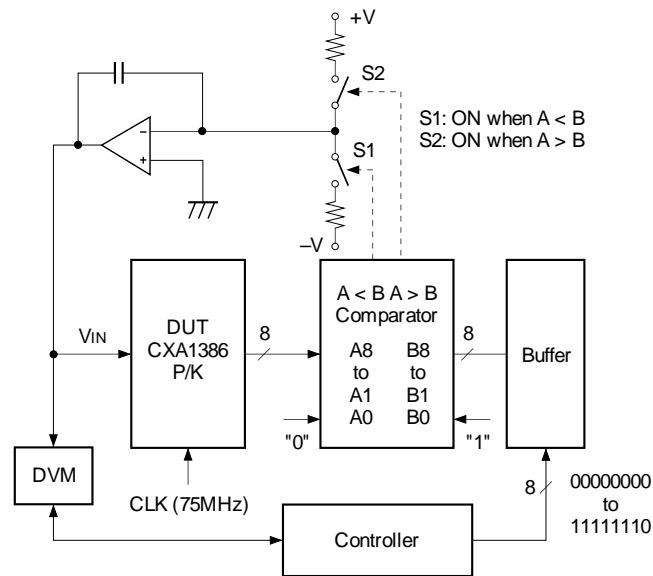 +V
S2
S1: ON when A < B
S2: ON when A > B
S1
–V
–
+
A < B A > B
Comparator
DUT
CXA1386
P/K
8
8
Buffer
VIN
A8
to
A1
A0
B8
to
B1
B0
"0"
"1"
DVM
CLK (75MHz)
8
00000000
to
11111110
Controller